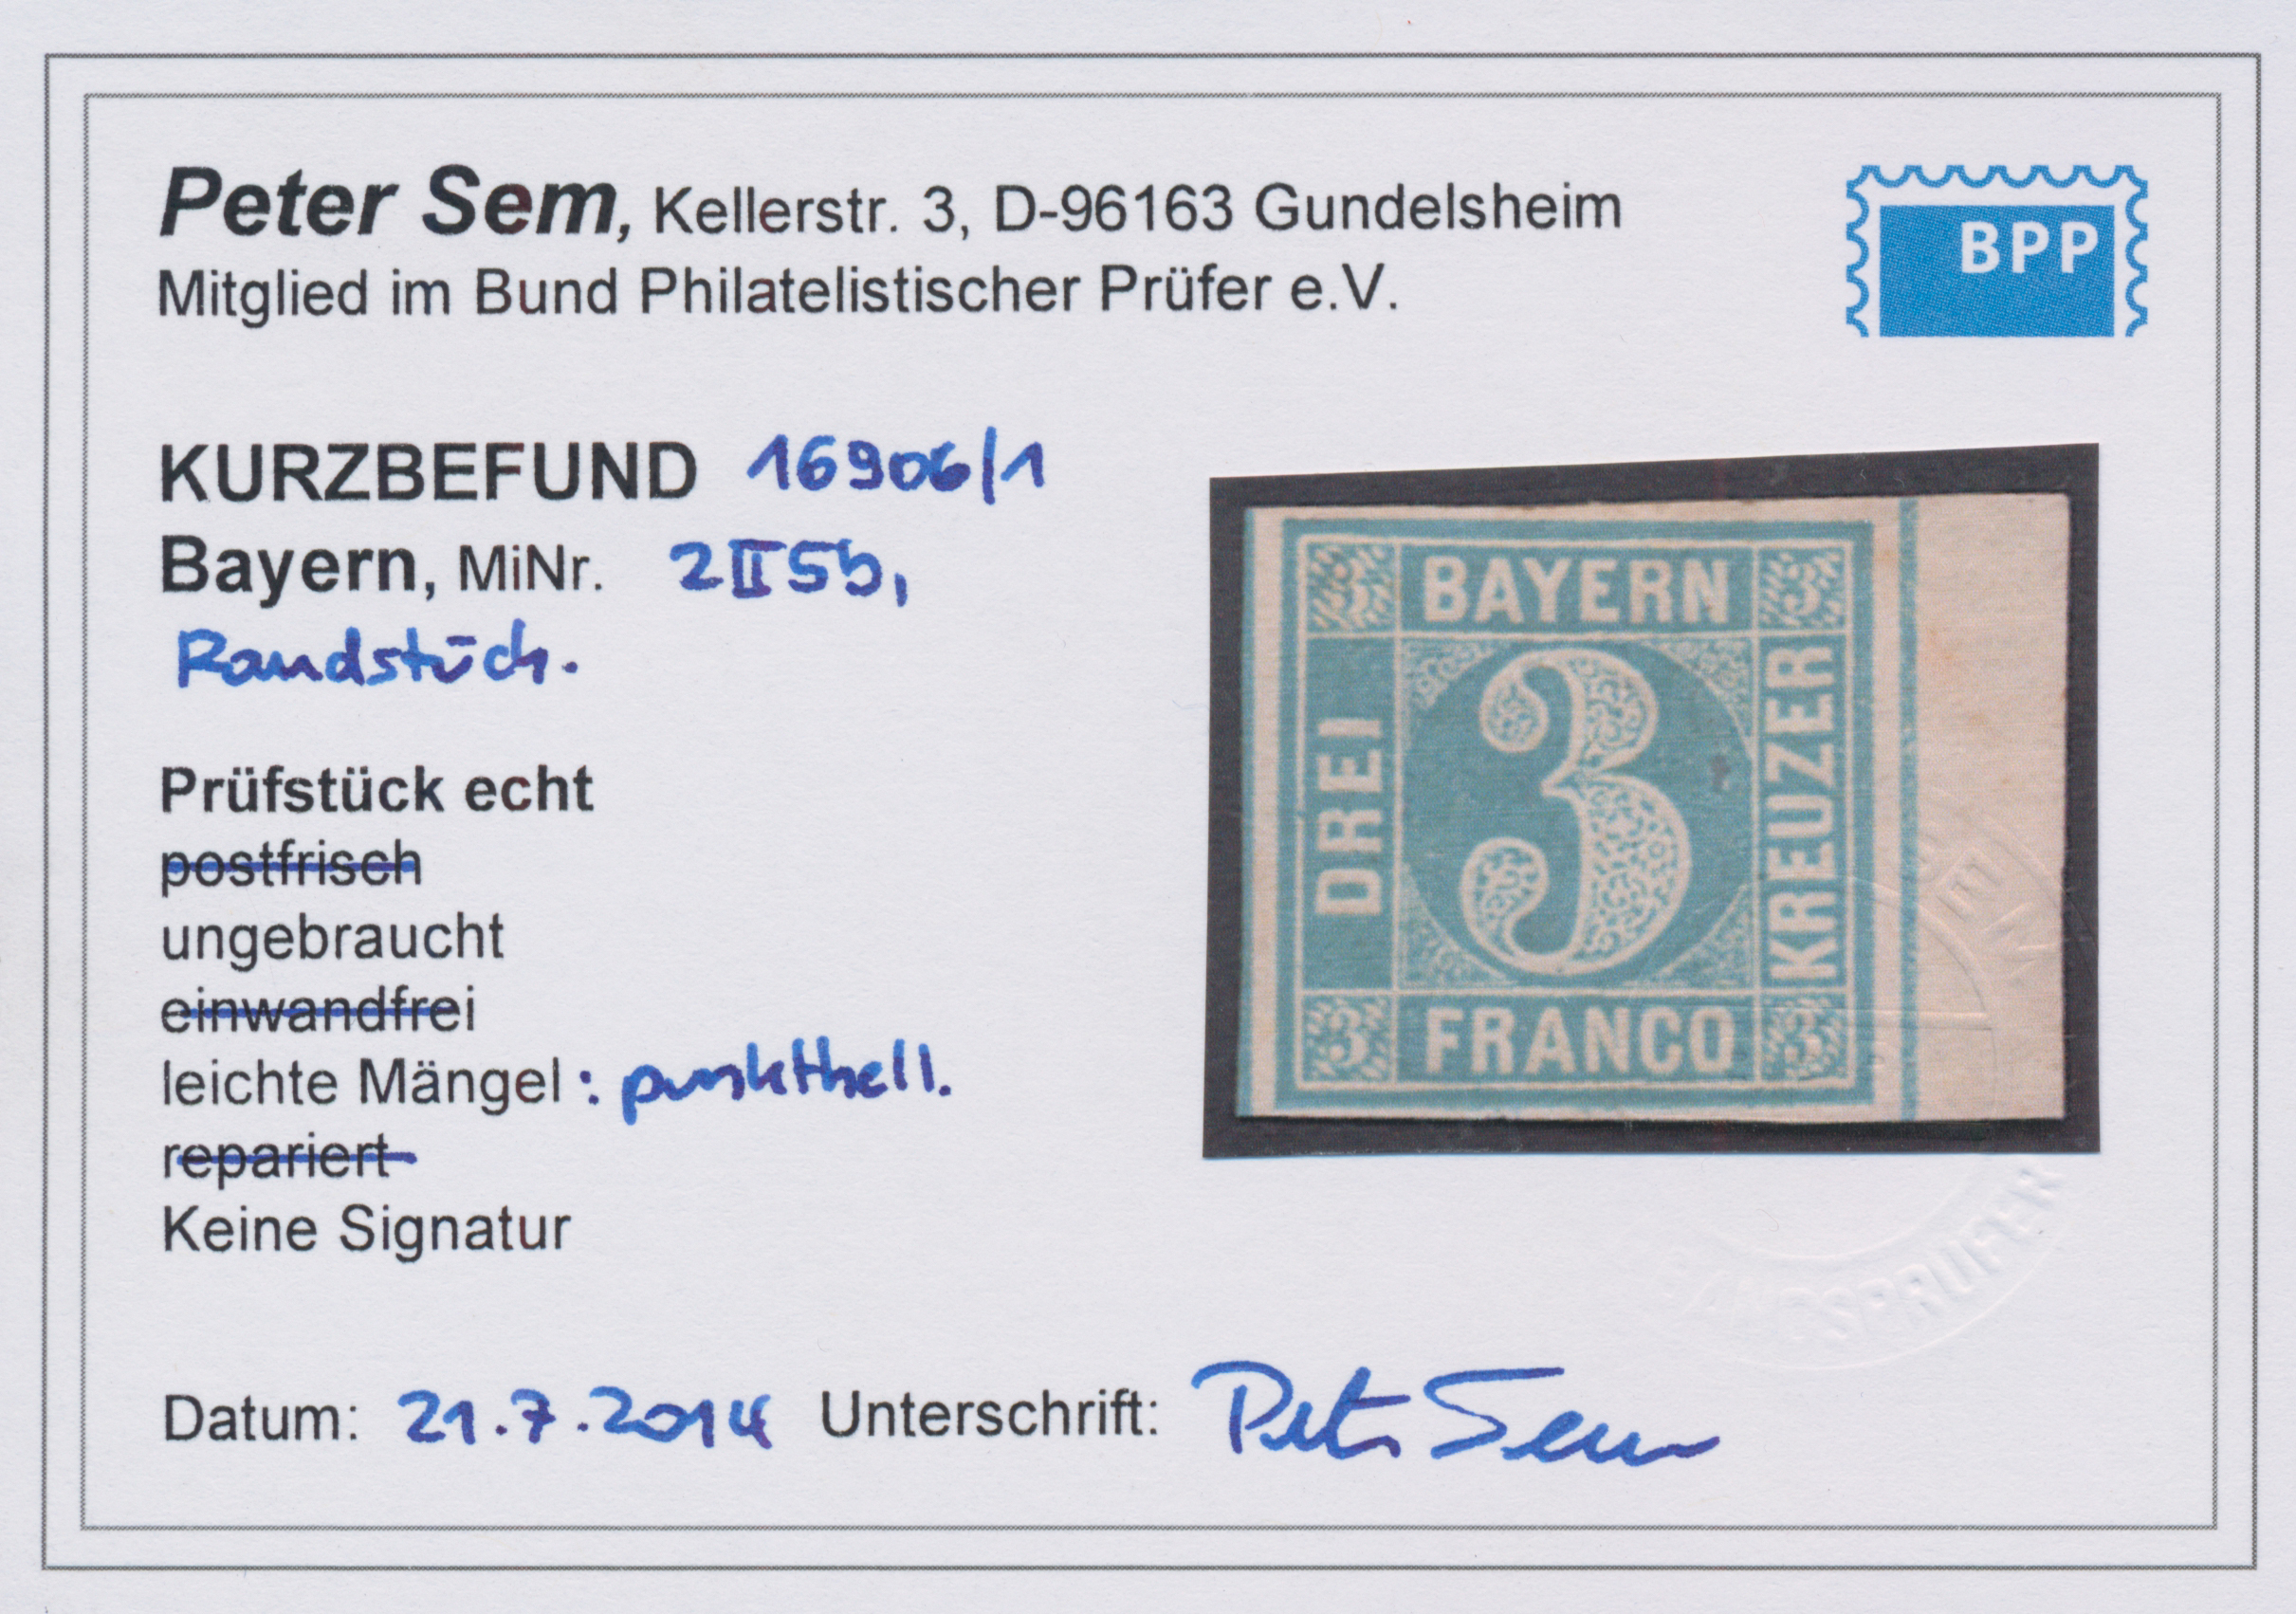 Peter Sem, Kellerstr. 3, D-96163 Gundelsheim
Mitglied im Bund Philatelistischer Prüfer e.V.
BPP
KURZBEFUND 16906/1
Bayern, MiNr. 2II5b,
Randstück.
Prüfstück echt
postfrisch
ungebraucht
einwandfrei
leichte Mängel: punkthell.
repariert
Keine Signatur
3 BAYERN 3
DREI
3
KREUZER
3 FRANCO 3
BANDSPRÜFER
Datum: 21.7.2014 Unterschrift: Peter Sem